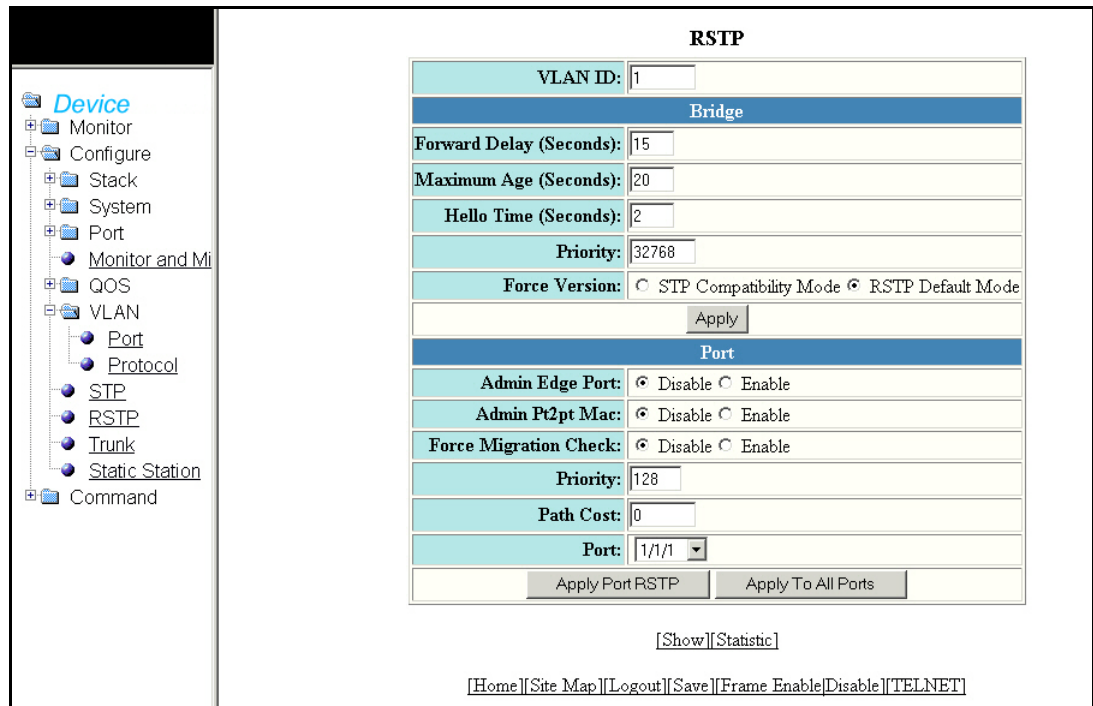 Device
Monitor
Configure
Stack
System
Port
Monitor and Mi
QOS
VLAN
Port
Protocol
STP
RSTP
Trunk
Static Station
Command
RSTP
VLAN ID: 1
Bridge
Forward Delay (Seconds): 15
Maximum Age (Seconds): 20
Hello Time (Seconds): 2
Priority: 32768
Force Version: STP Compatibility Mode RSTP Default Mode
Apply
Port
Admin Edge Port: Disable Enable
Admin Pt2pt Mac: Disable Enable
Force Migration Check: Disable Enable
Priority: 128
Path Cost: 0
Port: 1/1/1
Apply Port RSTP Apply To All Ports
[Show][Statistic]
[Home][Site Map][Logout][Save][Frame Enable|Disable][TELNET]